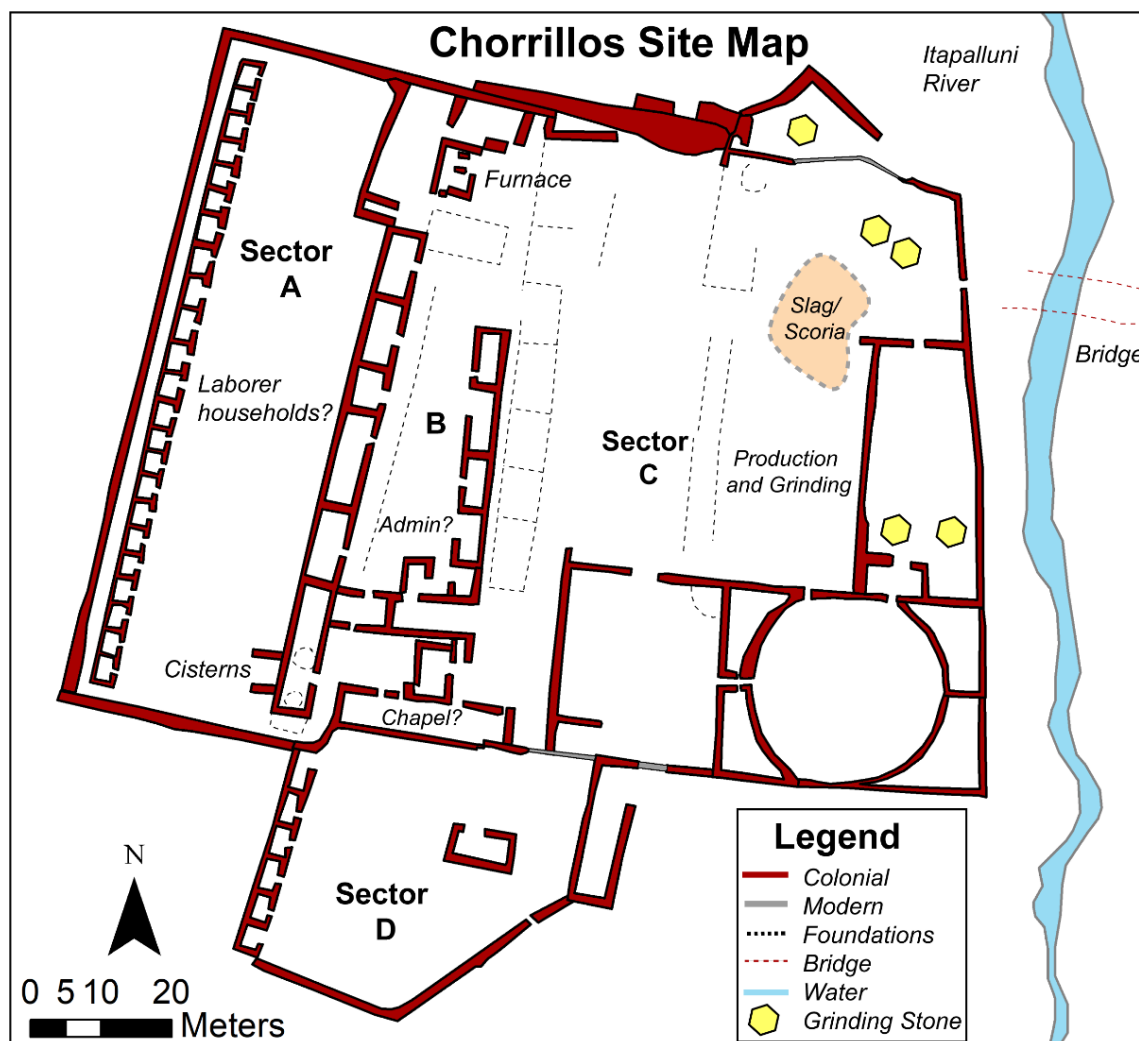 Chorrillos Site Map
Itapalluni
River
Furnace
Sector
A
Slag/
Scoria
Bridge
Laborer
households?
B
Sector
C
Production
and Grinding
Admin?
Cisterns
Chapel?
Sector
D
N
0 5 10 20
Meters
Legend
Colonial
Modern
Foundations
Bridge
Water
Grinding Stone